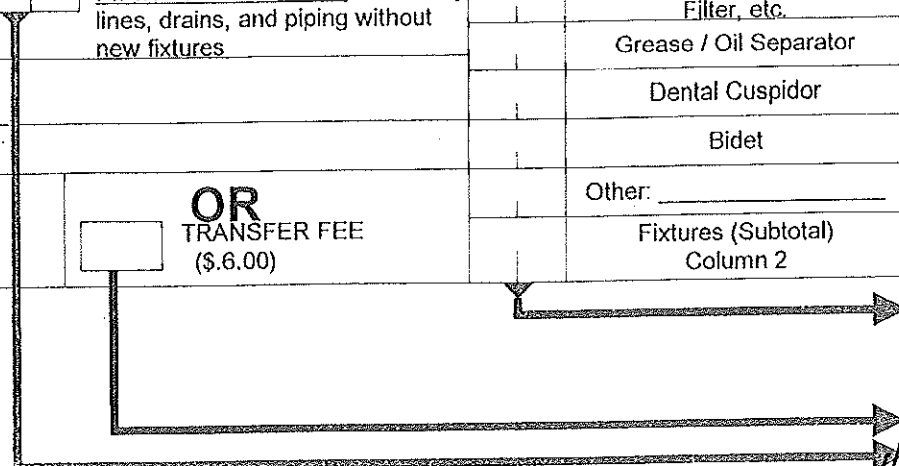 lines, drains, and piping without
new fixtures
OR
TRANSFER FEE
($.6.00)
Filter, etc.
Grease / Oil Separator
Dental Cuspidor
Bidet
Other: ____________
Fixtures (Subtotal)
Column 2